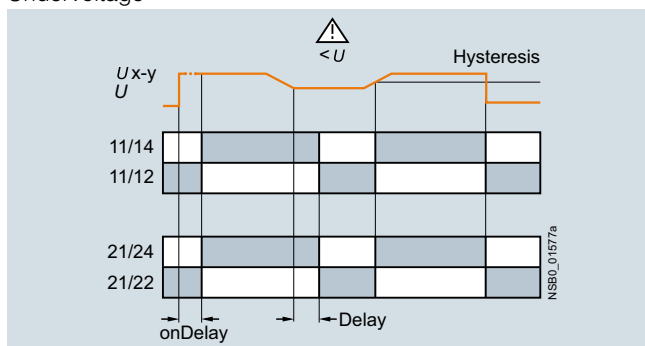 Undervoltage
< U
Hysteresis
U x-y
U
11/14
11/12
21/24
21/22
NSB0_01577a
onDelay
Delay